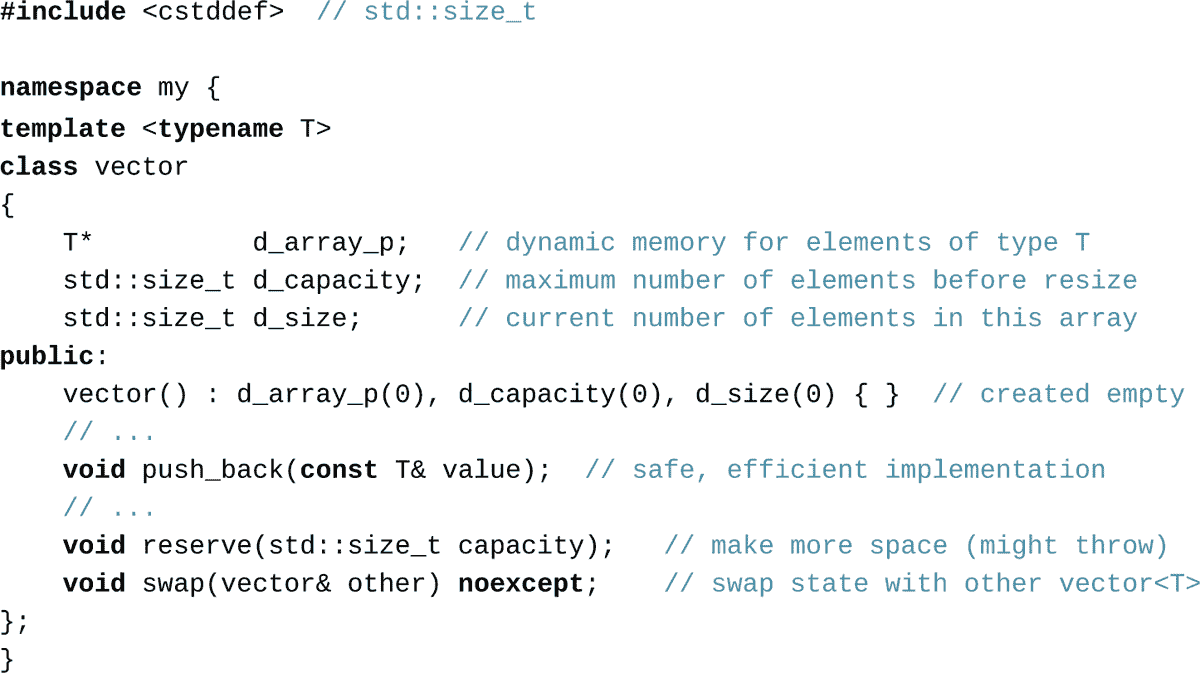 #include <cstddef>  // std::size_t

namespace my {
template <typename T>
class vector
{
    T*          d_array_p;   // dynamic memory for elements of type T
    std::size_t d_capacity;  // maximum number of elements before resize
    std::size_t d_size;      // current number of elements in this array
public:
    vector() : d_array_p(0), d_capacity(0), d_size(0) { }  // created empty
    // ...
    void push_back(const T& value);  // safe, efficient implementation
    // ...
    void reserve(std::size_t capacity);   // make more space (might throw)
    void swap(vector& other) noexcept;    // swap state with other vector<T>
};
}